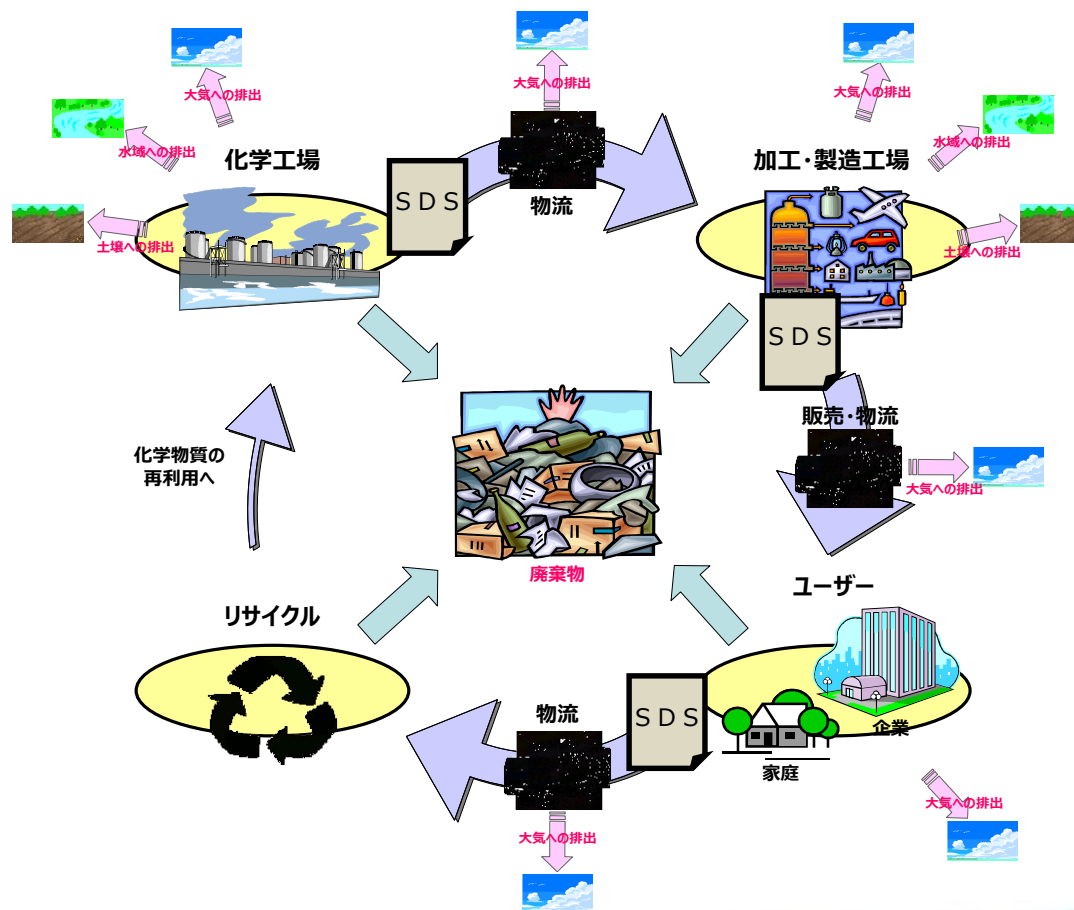 大気への排出
大気への排出
大気への排出
水域への排出
水域への排出
化学工場
加工・製造工場
SDS
物流
土壌への排出
土壌への排出
SDS
販売・物流
化学物質の
再利用へ
大気への排出
廃棄物
ユーザー
リサイクル
SDS
物流
企業
家庭
大気への排出
大気への排出